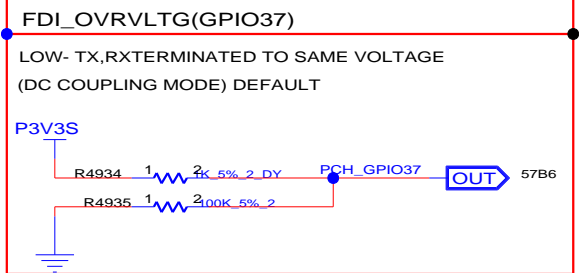 FDI_OVRVLTG(GPIO37)
LOW- TX,RXTERMINATED TO SAME VOLTAGE
(DC COUPLING MODE) DEFAULT
P3V3S
R4934 1 2 1K_5%_2_DY PCH_GPIO37 OUT 57B6
R4935 1 2 100K_5%_2